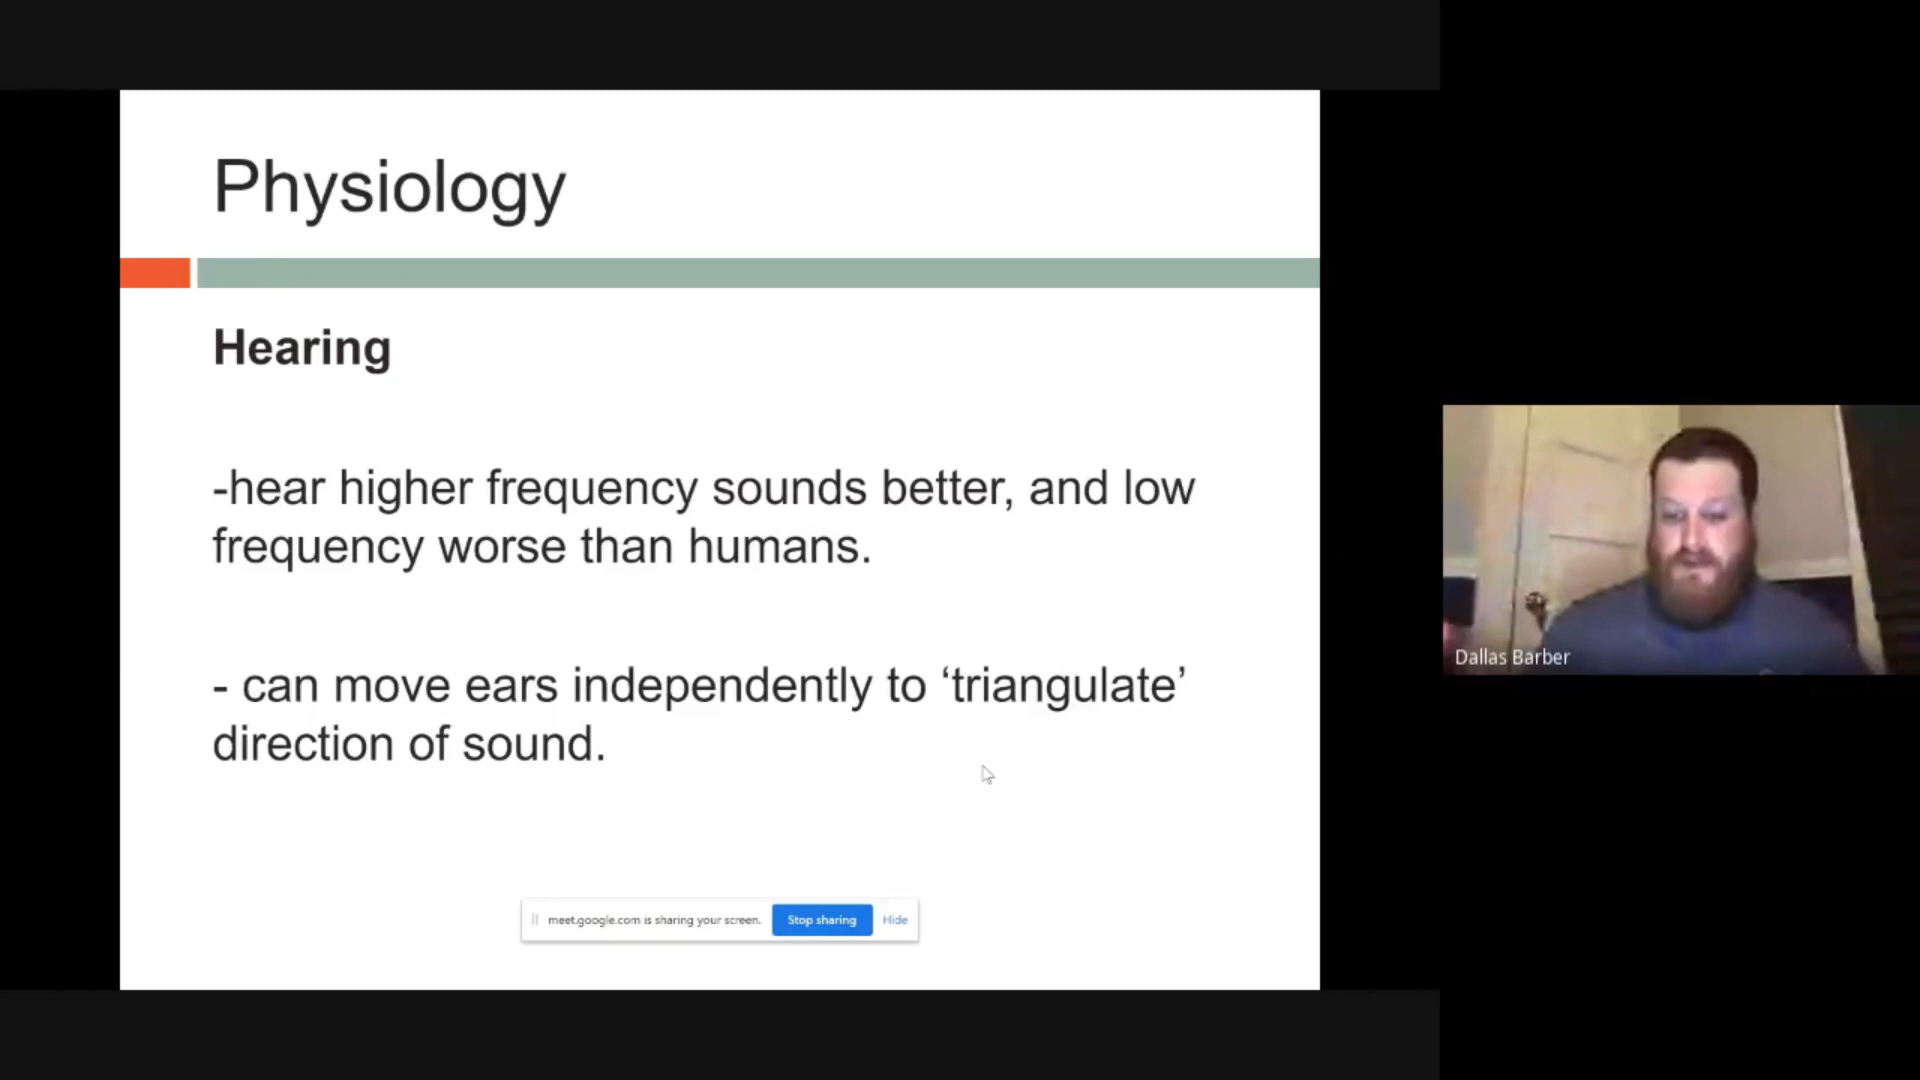 Physiology
Hearing
-hear higher frequency sounds better, and low
frequency worse than humans.
- can move ears independently to ‘triangulate’
direction of sound.
meet.google.com is sharing your screen. Stop sharing Hide
Dallas Barber